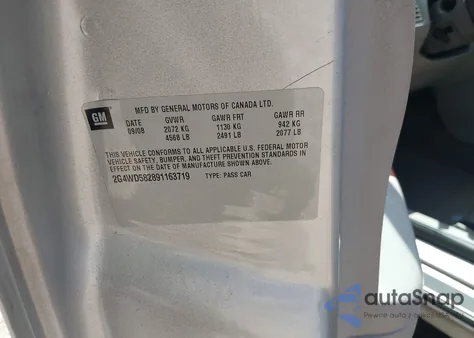 GM
MFD BY GENERAL MOTORS OF CANADA LTD.
DATE GVWR GAWR FRT GAWR RR
09/08 2072 KG 1130 KG 942 KG
4568 LB 2491 LB 2077 LB
THIS VEHICLE CONFORMS TO ALL APPLICABLE U.S. FEDERAL MOTOR
VEHICLE SAFETY, BUMPER, AND THEFT PREVENTION STANDARDS
IN EFFECT ON THE DATE OF MANUFACTURE SHOWN ABOVE.
2G4WD582891163719 TYPE: PASS CAR
autoSnap
Pewne auto z USA